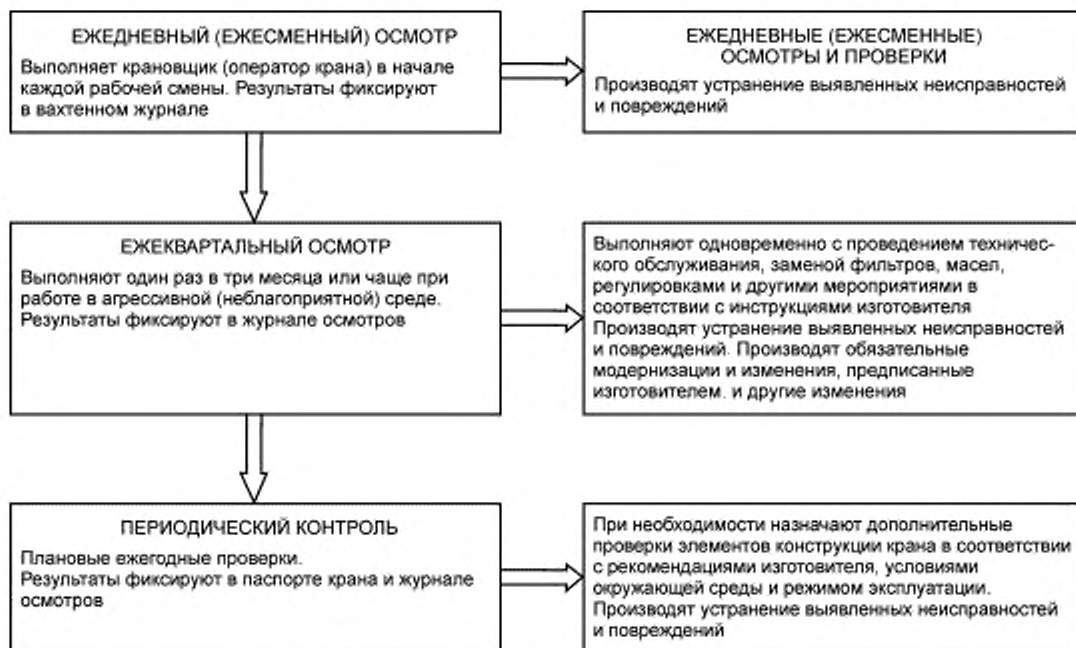 ЕЖЕДНЕВНЫЙ (ЕЖЕСМЕННЫЙ) ОСМОТР
Выполняет крановщик (оператор крана) в начале
каждой рабочей смены. Результаты фиксируют
в вахтенном журнале
ЕЖЕДНЕВНЫЕ (ЕЖЕСМЕННЫЕ)
ОСМОТРЫ И ПРОВЕРКИ
Производят устранение выявленных неисправностей
и повреждений
ЕЖЕКВАРТАЛЬНЫЙ ОСМОТР
Выполняют один раз в три месяца или чаще при
работе в агрессивной (неблагоприятной) среде.
Результаты фиксируют в журнале осмотров
Выполняют одновременно с проведением техничес-
кого обслуживания, заменой фильтров, масел,
регулировками и другими мероприятиями в
соответствии с инструкциями изготовителя
Производят устранение выявленных неисправностей
и повреждений. Производят обязательные
модернизации и изменения, предписанные
изготовителем. и другие изменения
ПЕРИОДИЧЕСКИЙ КОНТРОЛЬ
Плановые ежегодные проверки.
Результаты фиксируют в паспорте крана и журнале
осмотров
При необходимости назначают дополнительные
проверки элементов конструкции крана в соответствии
с рекомендациями изготовителя, условиями
окружающей среды и режимом эксплуатации.
Производят устранение выявленных неисправностей
и повреждений